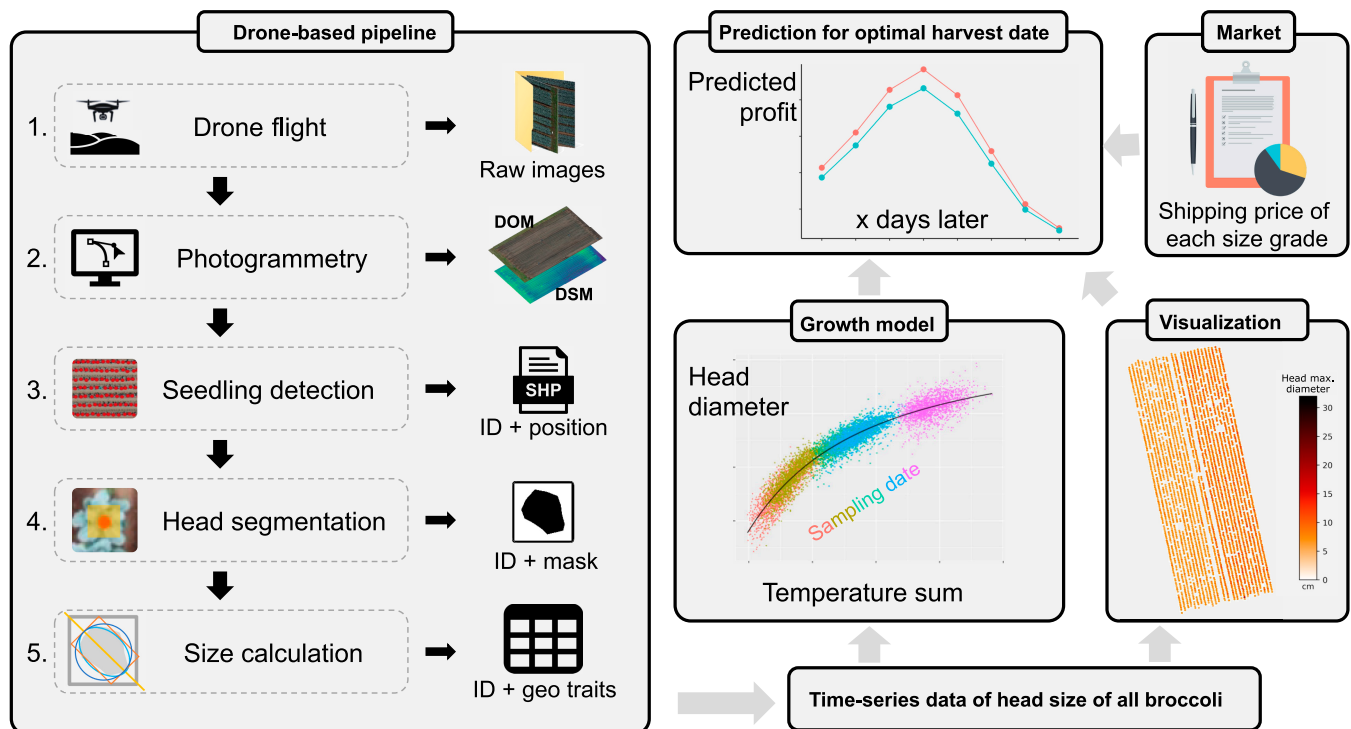 Drone-based pipeline
1.
Drone flight
Raw images
2.
Photogrammetry
DOM
DSM
3.
Seedling detection
SHP
ID + position
4.
Head segmentation
ID + mask
5.
Size calculation
ID + geo traits
Prediction for optimal harvest date
Predicted
profit
x days later
Market
Shipping price of
each size grade
Growth model
Head
diameter
Sampling date
Temperature sum
Visualization
Head max.
diameter
30
25
20
15
10
5
0
cm
Time-series data of head size of all broccoli